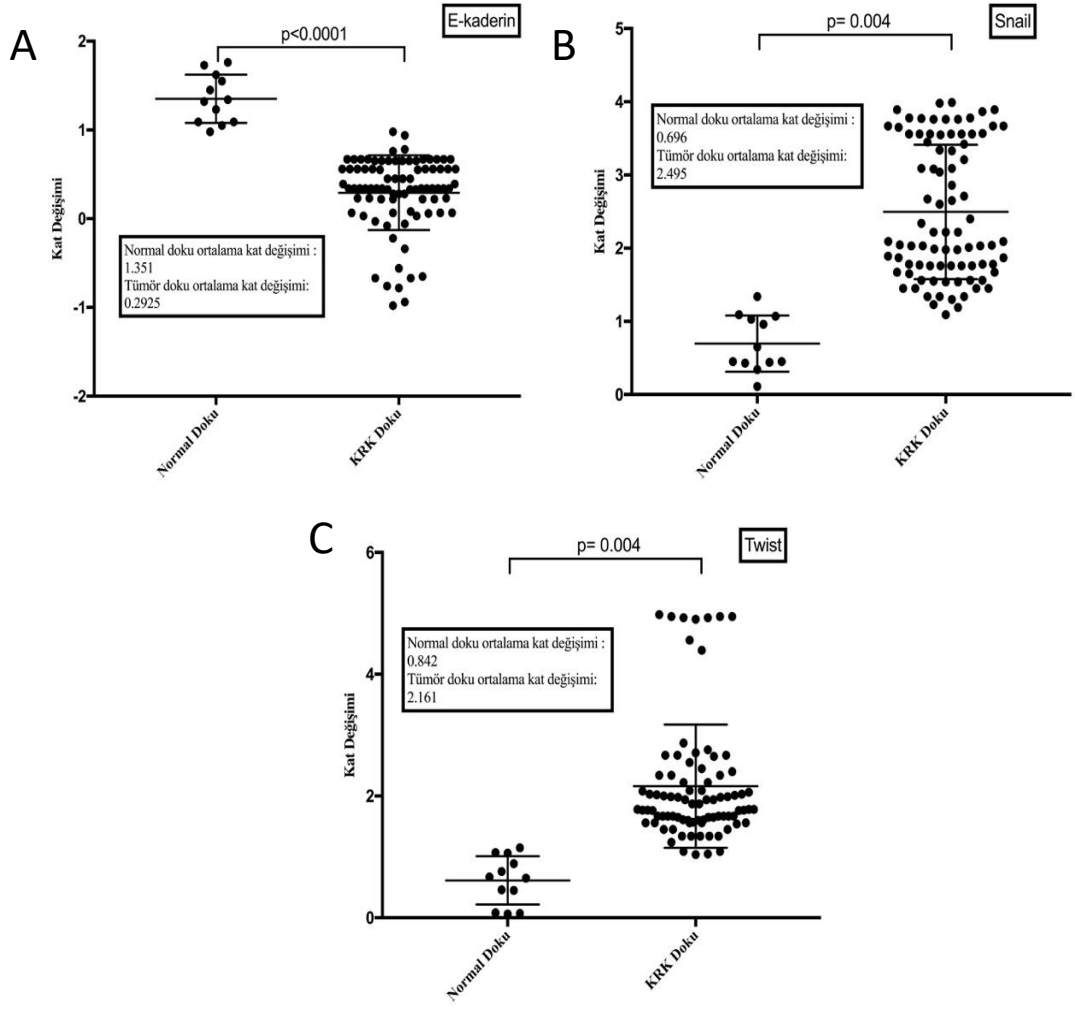 A
E-kaderin
p<0.0001
2
1
0
-1
-2
Kat Değişimi
Normal doku ortalama kat değişimi :
1.351
Tümör doku ortalama kat değişimi:
0.2925
Normal Doku
KRK Doku
B
Snail
p= 0.004
5
4
3
2
1
0
Kat Değişimi
Normal doku ortalama kat değişimi :
0.696
Tümör doku ortalama kat değişimi:
2.495
Normal Doku
KRK Doku
C
Twist
p= 0.004
6
4
2
0
Kat Değişimi
Normal doku ortalama kat değişimi :
0.842
Tümör doku ortalama kat değişimi:
2.161
Normal Doku
KRK Doku